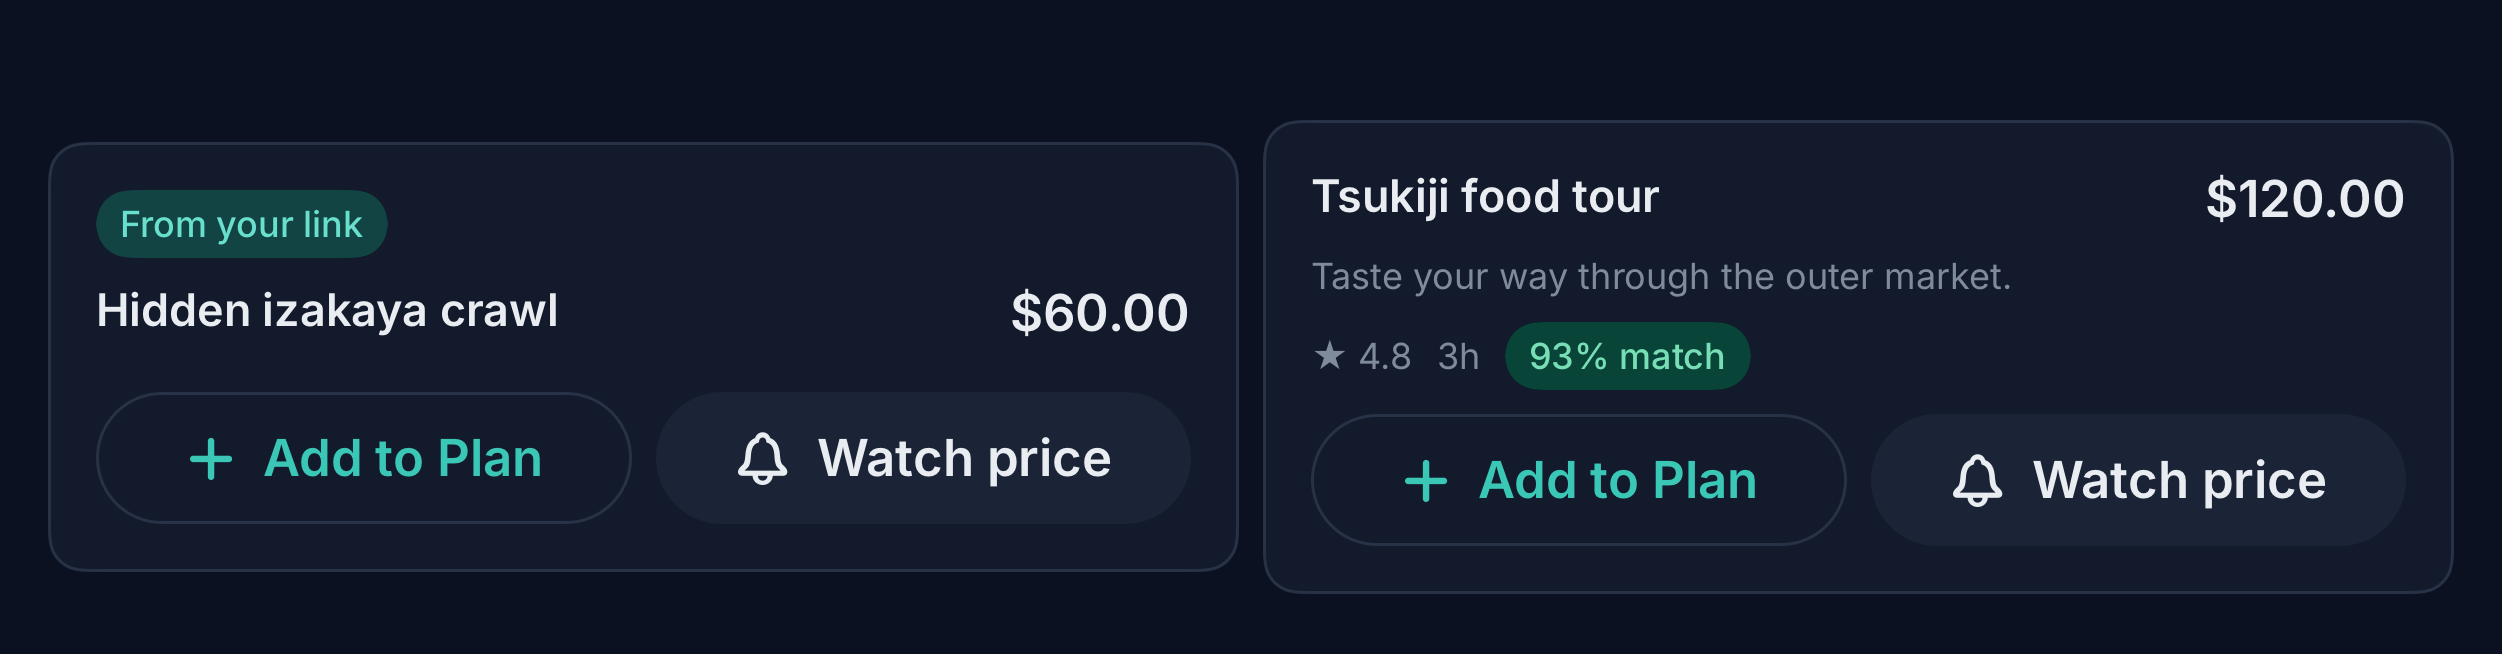 From your link
Hidden izakaya crawl
$60.00
Add to Plan
Watch price
Tsukiji food tour
$120.00
Taste your way through the outer market.
★ 4.8 3h 93% match
Add to Plan
Watch price